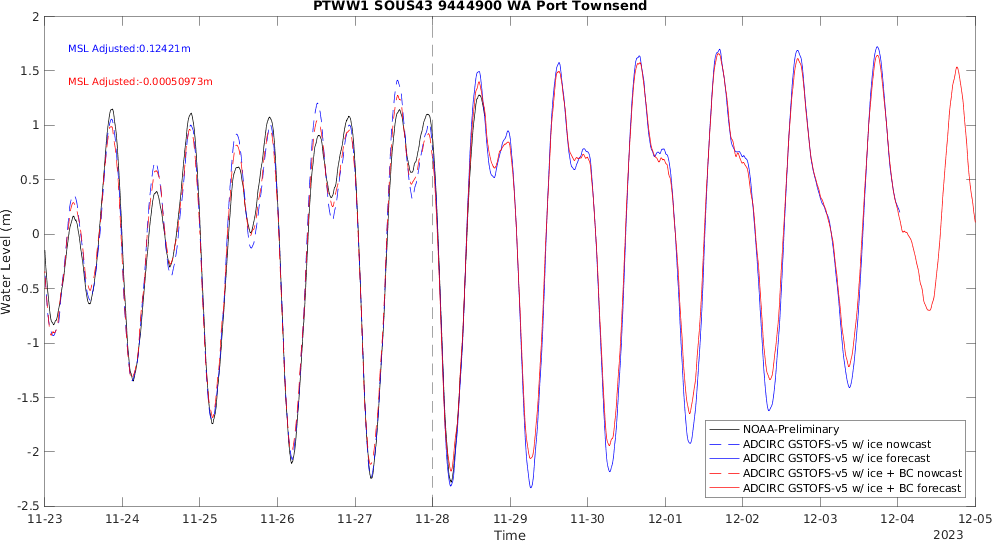 PTWW1 SOUS43 9444900 WA Port Townsend
MSL Adjusted:0.12421m
MSL Adjusted:-0.00050973m
Water Level (m)
2
1.5
1
0.5
0
-0.5
-1
-1.5
-2
-2.5
NOAA-Preliminary
ADCIRC GSTOFS-v5 w/ ice nowcast
ADCIRC GSTOFS-v5 w/ ice forecast
ADCIRC GSTOFS-v5 w/ ice + BC nowcast
ADCIRC GSTOFS-v5 w/ ice + BC forecast
11-23 11-24 11-25 11-26 11-27 11-28 11-29 11-30 12-01 12-02 12-03 12-04 12-05
Time
2023